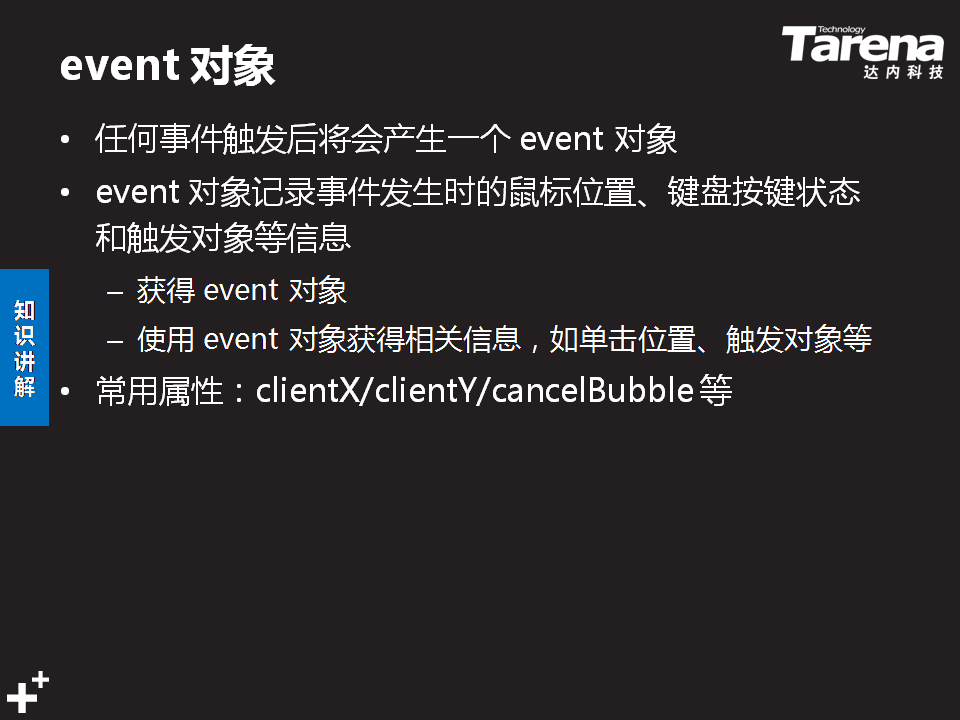 event 对象
Technology
Tarena
达内科技
• 任何事件触发后将会产生一个 event 对象
• event 对象记录事件发生时的鼠标位置、键盘按键状态
和触发对象等信息
– 获得 event 对象
– 使用 event 对象获得相关信息，如单击位置、触发对象等
• 常用属性：clientX/clientY/cancelBubble 等
知识讲解